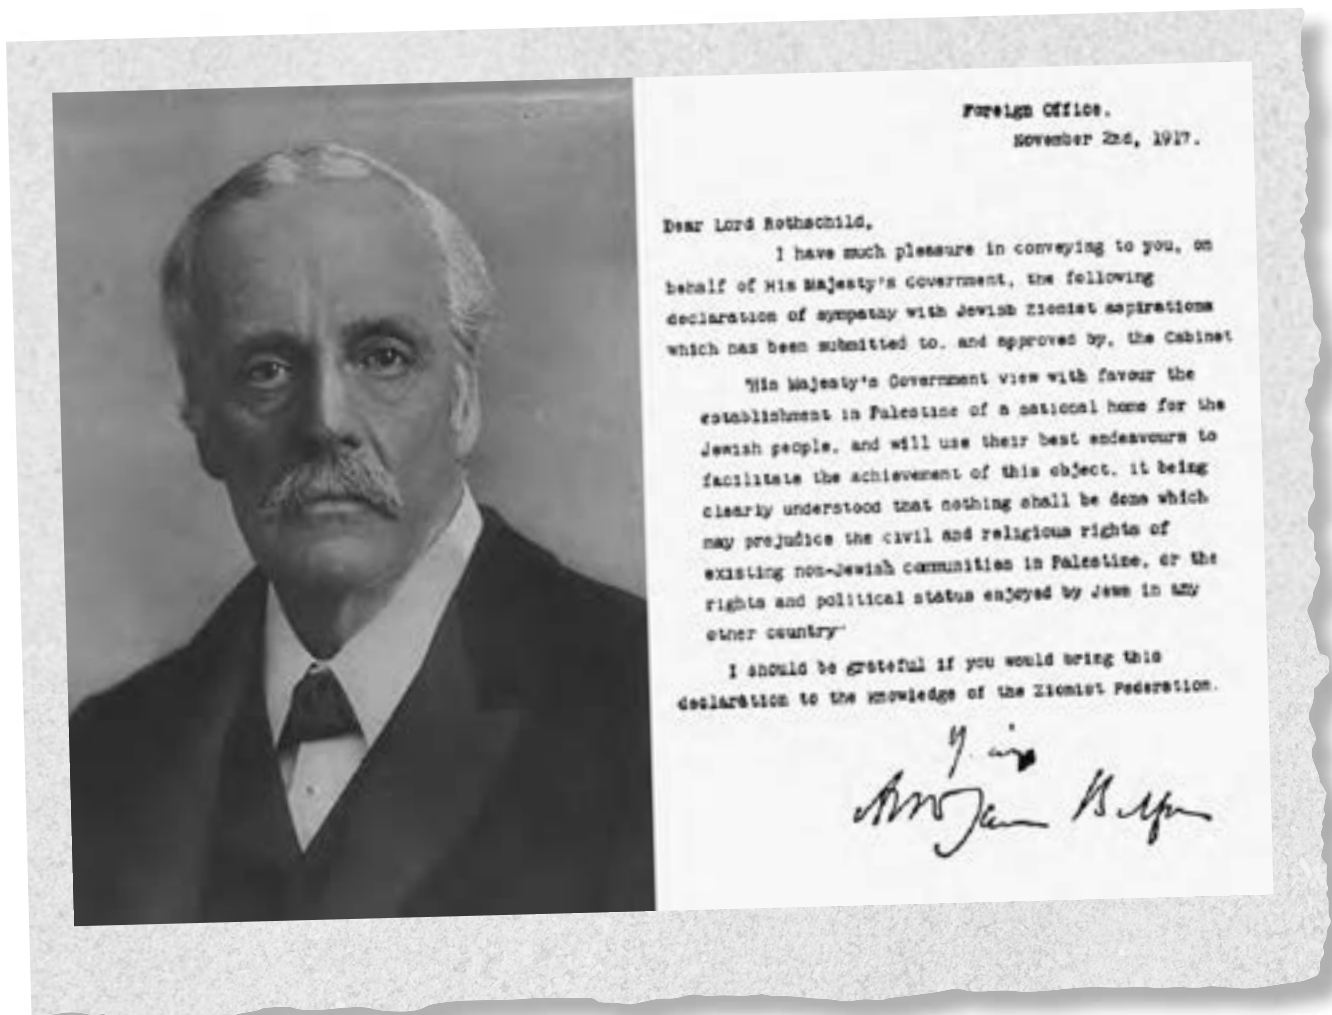 Foreign Office.
November 2nd, 1917.
Dear Lord Rothschild,
I have much pleasure in conveying to you, on
behalf of His Majesty's Government, the following
declaration of sympathy with Jewish Zionist aspirations
which has been submitted to, and approved by, the Cabinet
"His Majesty's Government view with favour the
establishment in Palestine of a national home for the
Jewish people, and will use their best endeavours to
facilitate the achievement of this object, it being
clearly understood that nothing shall be done which
may prejudice the civil and religious rights of
existing non-Jewish communities in Palestine, or the
rights and political status enjoyed by Jews in any
other country"
I should be grateful if you would bring this
declaration to the knowledge of the Zionist Federation.
Arthur James Balfour